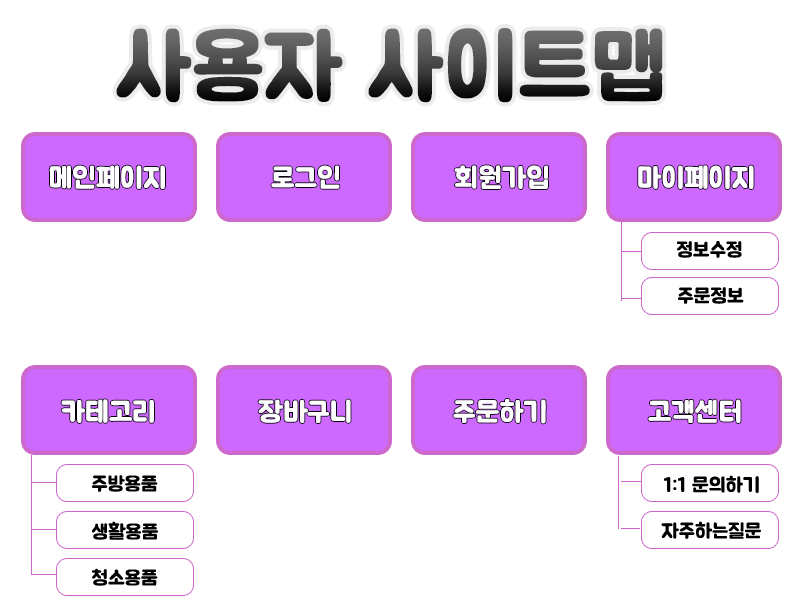 사용자 사이트맵
메인페이지
로그인
회원가입
마이페이지
정보수정
주문정보
카테고리
장바구니
주문하기
고객센터
주방용품
생활용품
청소용품
1:1 문의하기
자주하는질문